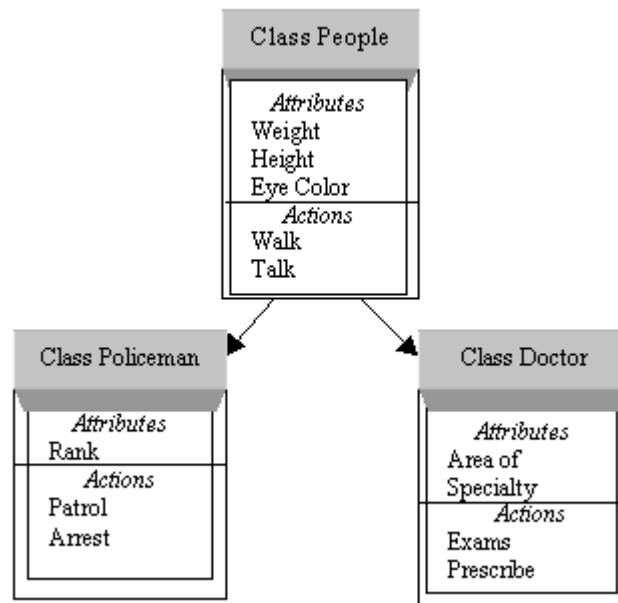 Class People
Attributes
Weight
Height
Eye Color
Actions
Walk
Talk
Class Policeman
Attributes
Rank
Actions
Patrol
Arrest
Class Doctor
Attributes
Area of
Specialty
Actions
Exams
Prescribe